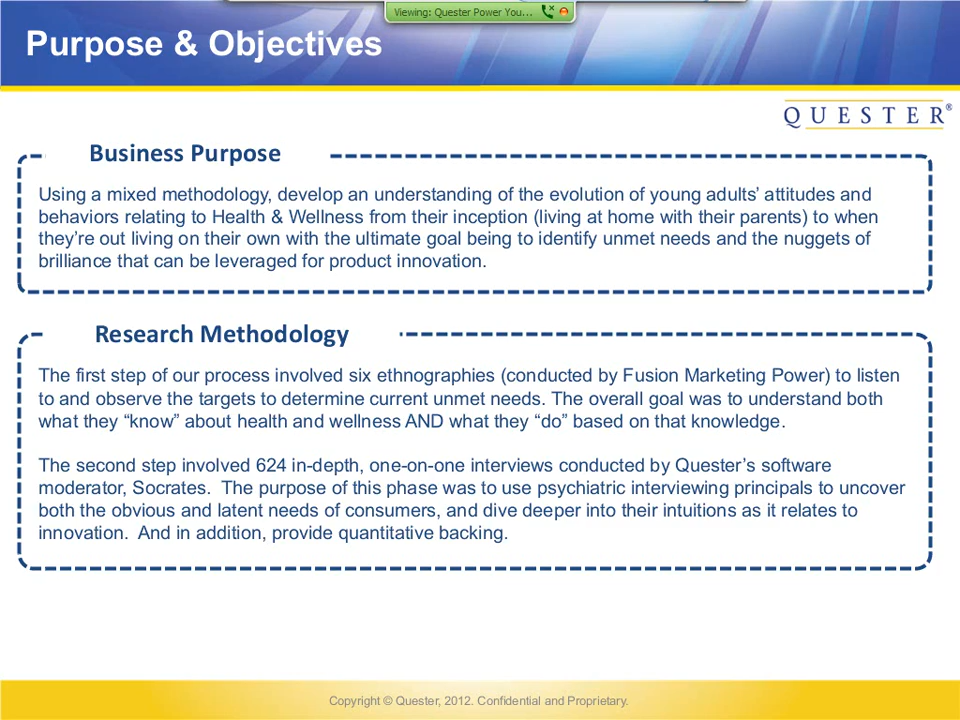 Viewing: Quester Power You...
Purpose & Objectives
QUESTER®
Business Purpose
Using a mixed methodology, develop an understanding of the evolution of young adults’ attitudes and
behaviors relating to Health & Wellness from their inception (living at home with their parents) to when
they’re out living on their own with the ultimate goal being to identify unmet needs and the nuggets of
brilliance that can be leveraged for product innovation.
Research Methodology
The first step of our process involved six ethnographies (conducted by Fusion Marketing Power) to listen
to and observe the targets to determine current unmet needs. The overall goal was to understand both
what they “know” about health and wellness AND what they “do” based on that knowledge.
The second step involved 624 in-depth, one-on-one interviews conducted by Quester’s software
moderator, Socrates.  The purpose of this phase was to use psychiatric interviewing principals to uncover
both the obvious and latent needs of consumers, and dive deeper into their intuitions as it relates to
innovation.  And in addition, provide quantitative backing.
Copyright © Quester, 2012. Confidential and Proprietary.